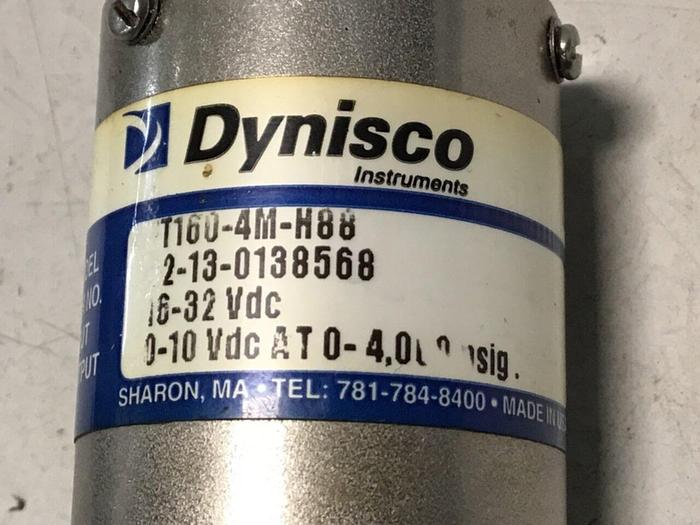 Dynisco
Instruments
T160-4M-H88
2-13-0138568
16-32 Vdc
0-10 Vdc AT 0-4,0 psig.
SHARON, MA • TEL: 781-784-8400 • MADE IN